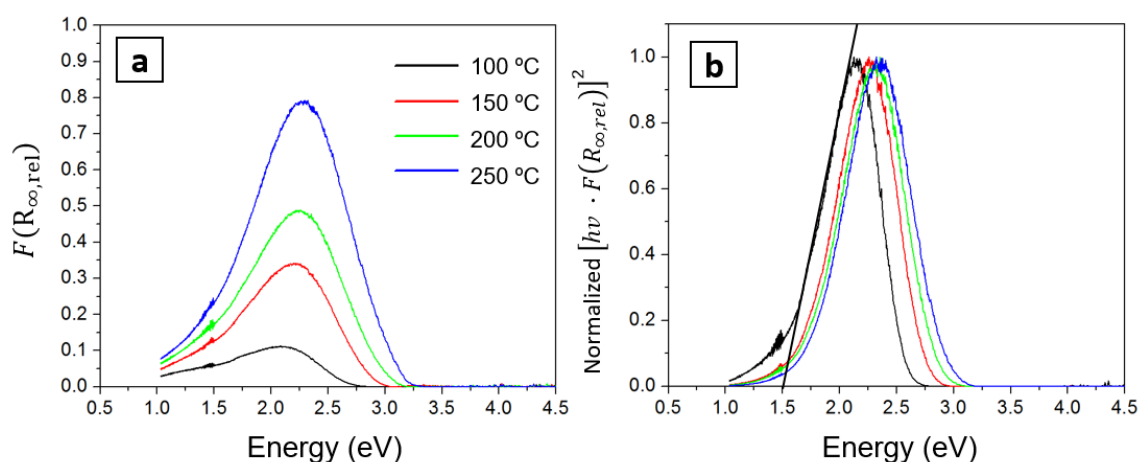 a
1.0
0.9
0.8
0.7
0.6
0.5
0.4
0.3
0.2
0.1
0.0
0.5 1.0 1.5 2.0 2.5 3.0 3.5 4.0 4.5
Energy (eV)
F(R∞,rel)
100 ºC
150 ºC
200 ºC
250 ºC
b
1.0
0.8
0.6
0.4
0.2
0.0
0.5 1.0 1.5 2.0 2.5 3.0 3.5 4.0 4.5
Energy (eV)
Normalized [hν · F(R∞,rel)]²